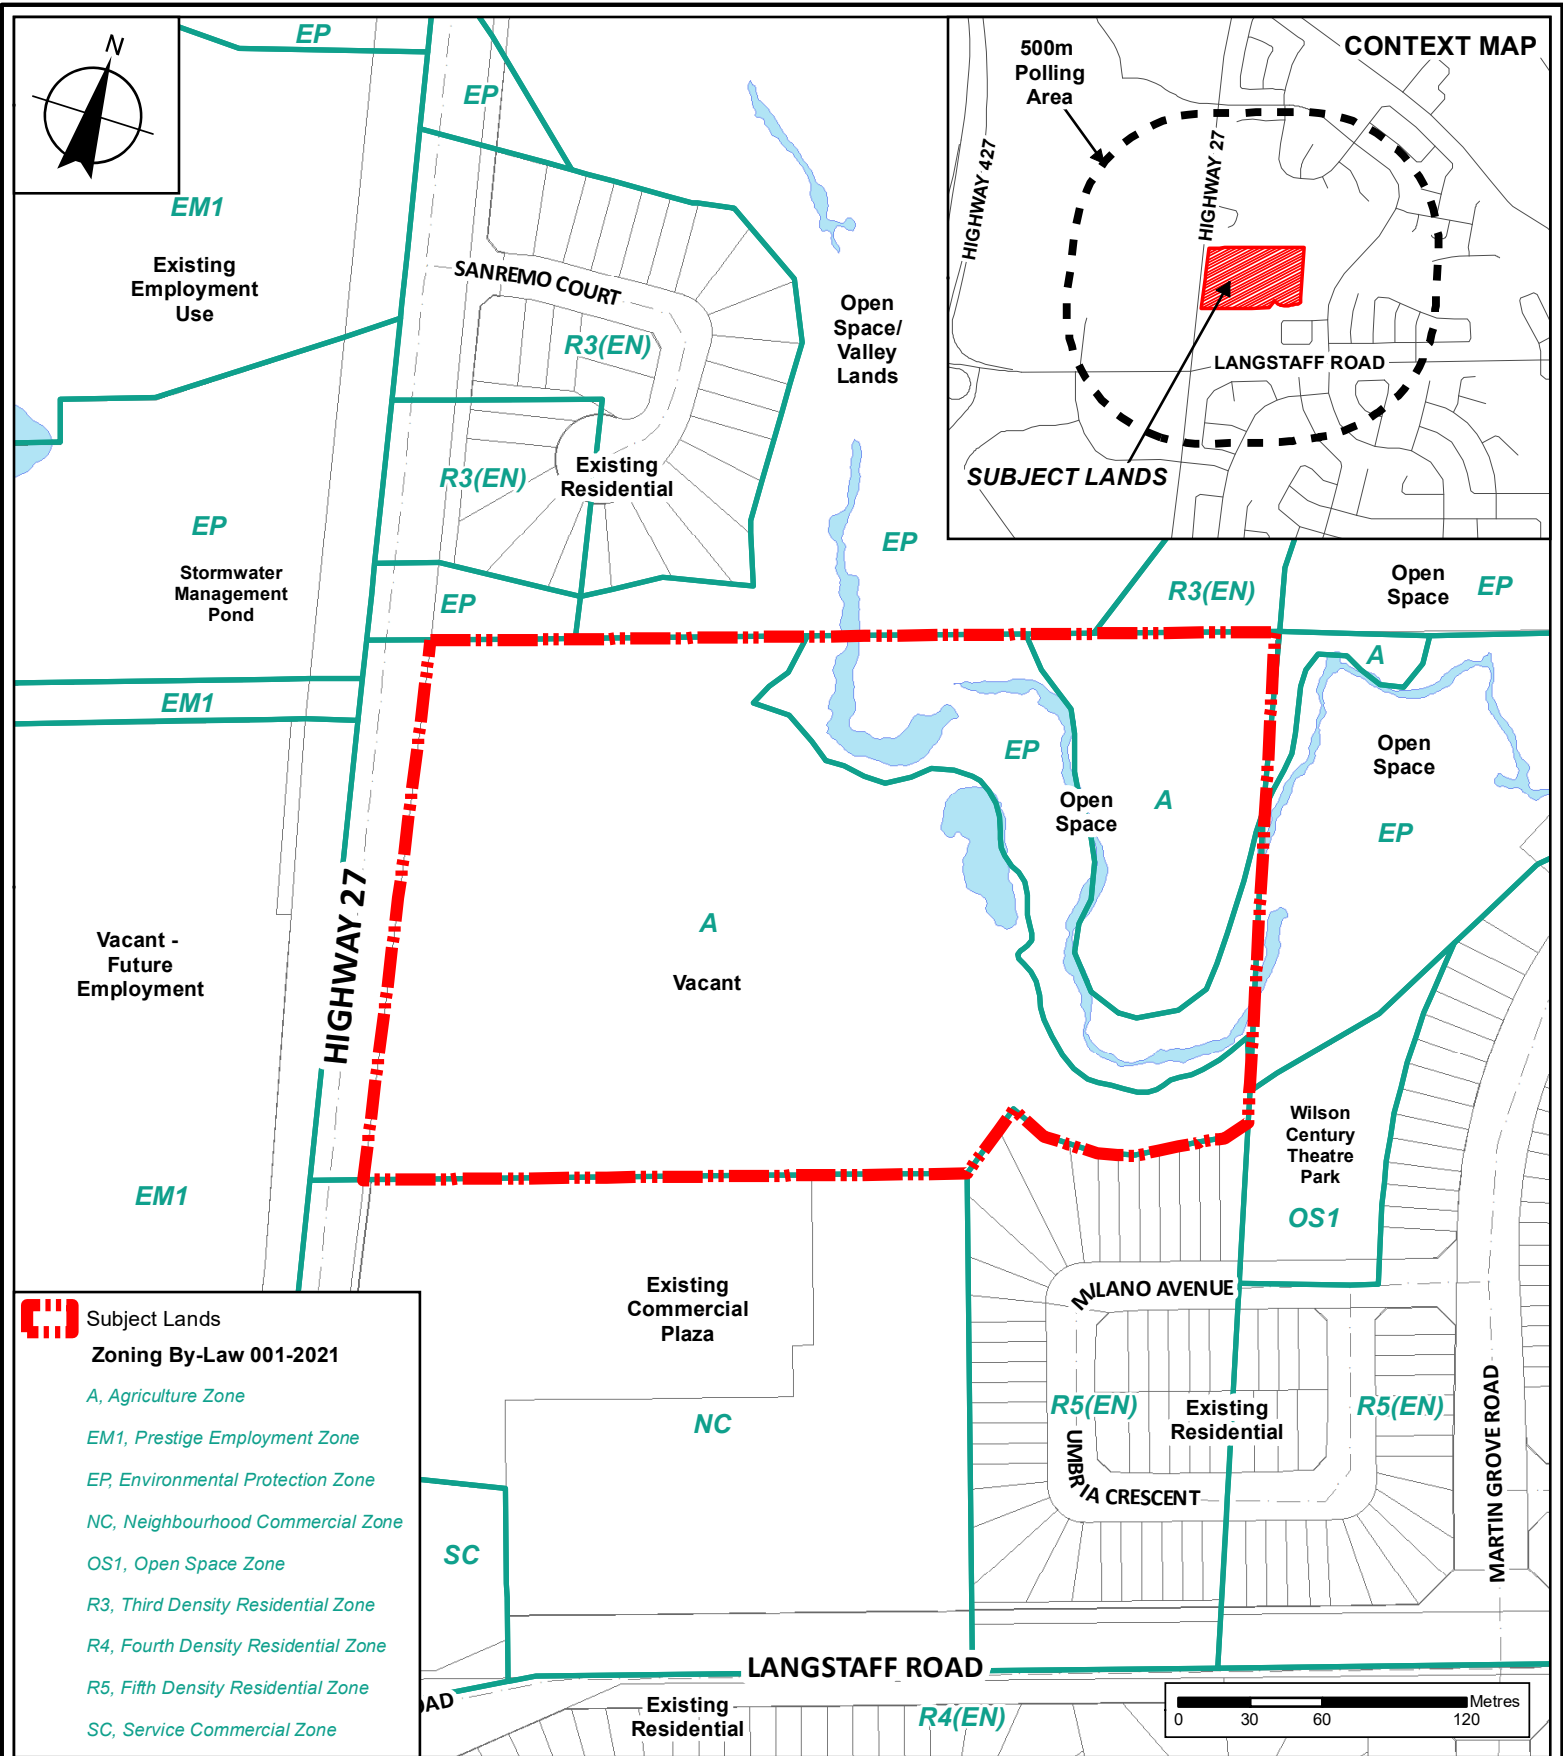 N
EP
EP
EM1
Existing
Employment
Use
SANREMO COURT
R3(EN)
Open
Space/
Valley
Lands
CONTEXT MAP
500m
Polling
Area
HIGHWAY 427
HIGHWAY 27
LANGSTAFF ROAD
SUBJECT LANDS
R3(EN)
Existing
Residential
EP
Stormwater
Management
Pond
EP
EP
R3(EN)
Open
Space
EP
EM1
A
EP
Open
Space
A
Open
Space
EP
HIGHWAY 27
A
Vacant
Vacant -
Future
Employment
EM1
Wilson
Century
Theatre
Park
OS1
Existing
Commercial
Plaza
NC
MILANO AVENUE
R5(EN)
Existing
Residential
R5(EN)
UMBRIA CRESCENT
MARTIN GROVE ROAD
SC
LANGSTAFF ROAD
OAD
Existing
Residential
R4(EN)
Subject Lands
Zoning By-Law 001-2021
A, Agriculture Zone
EM1, Prestige Employment Zone
EP, Environmental Protection Zone
NC, Neighbourhood Commercial Zone
OS1, Open Space Zone
R3, Third Density Residential Zone
R4, Fourth Density Residential Zone
R5, Fifth Density Residential Zone
SC, Service Commercial Zone
Metres
0 30 60 120